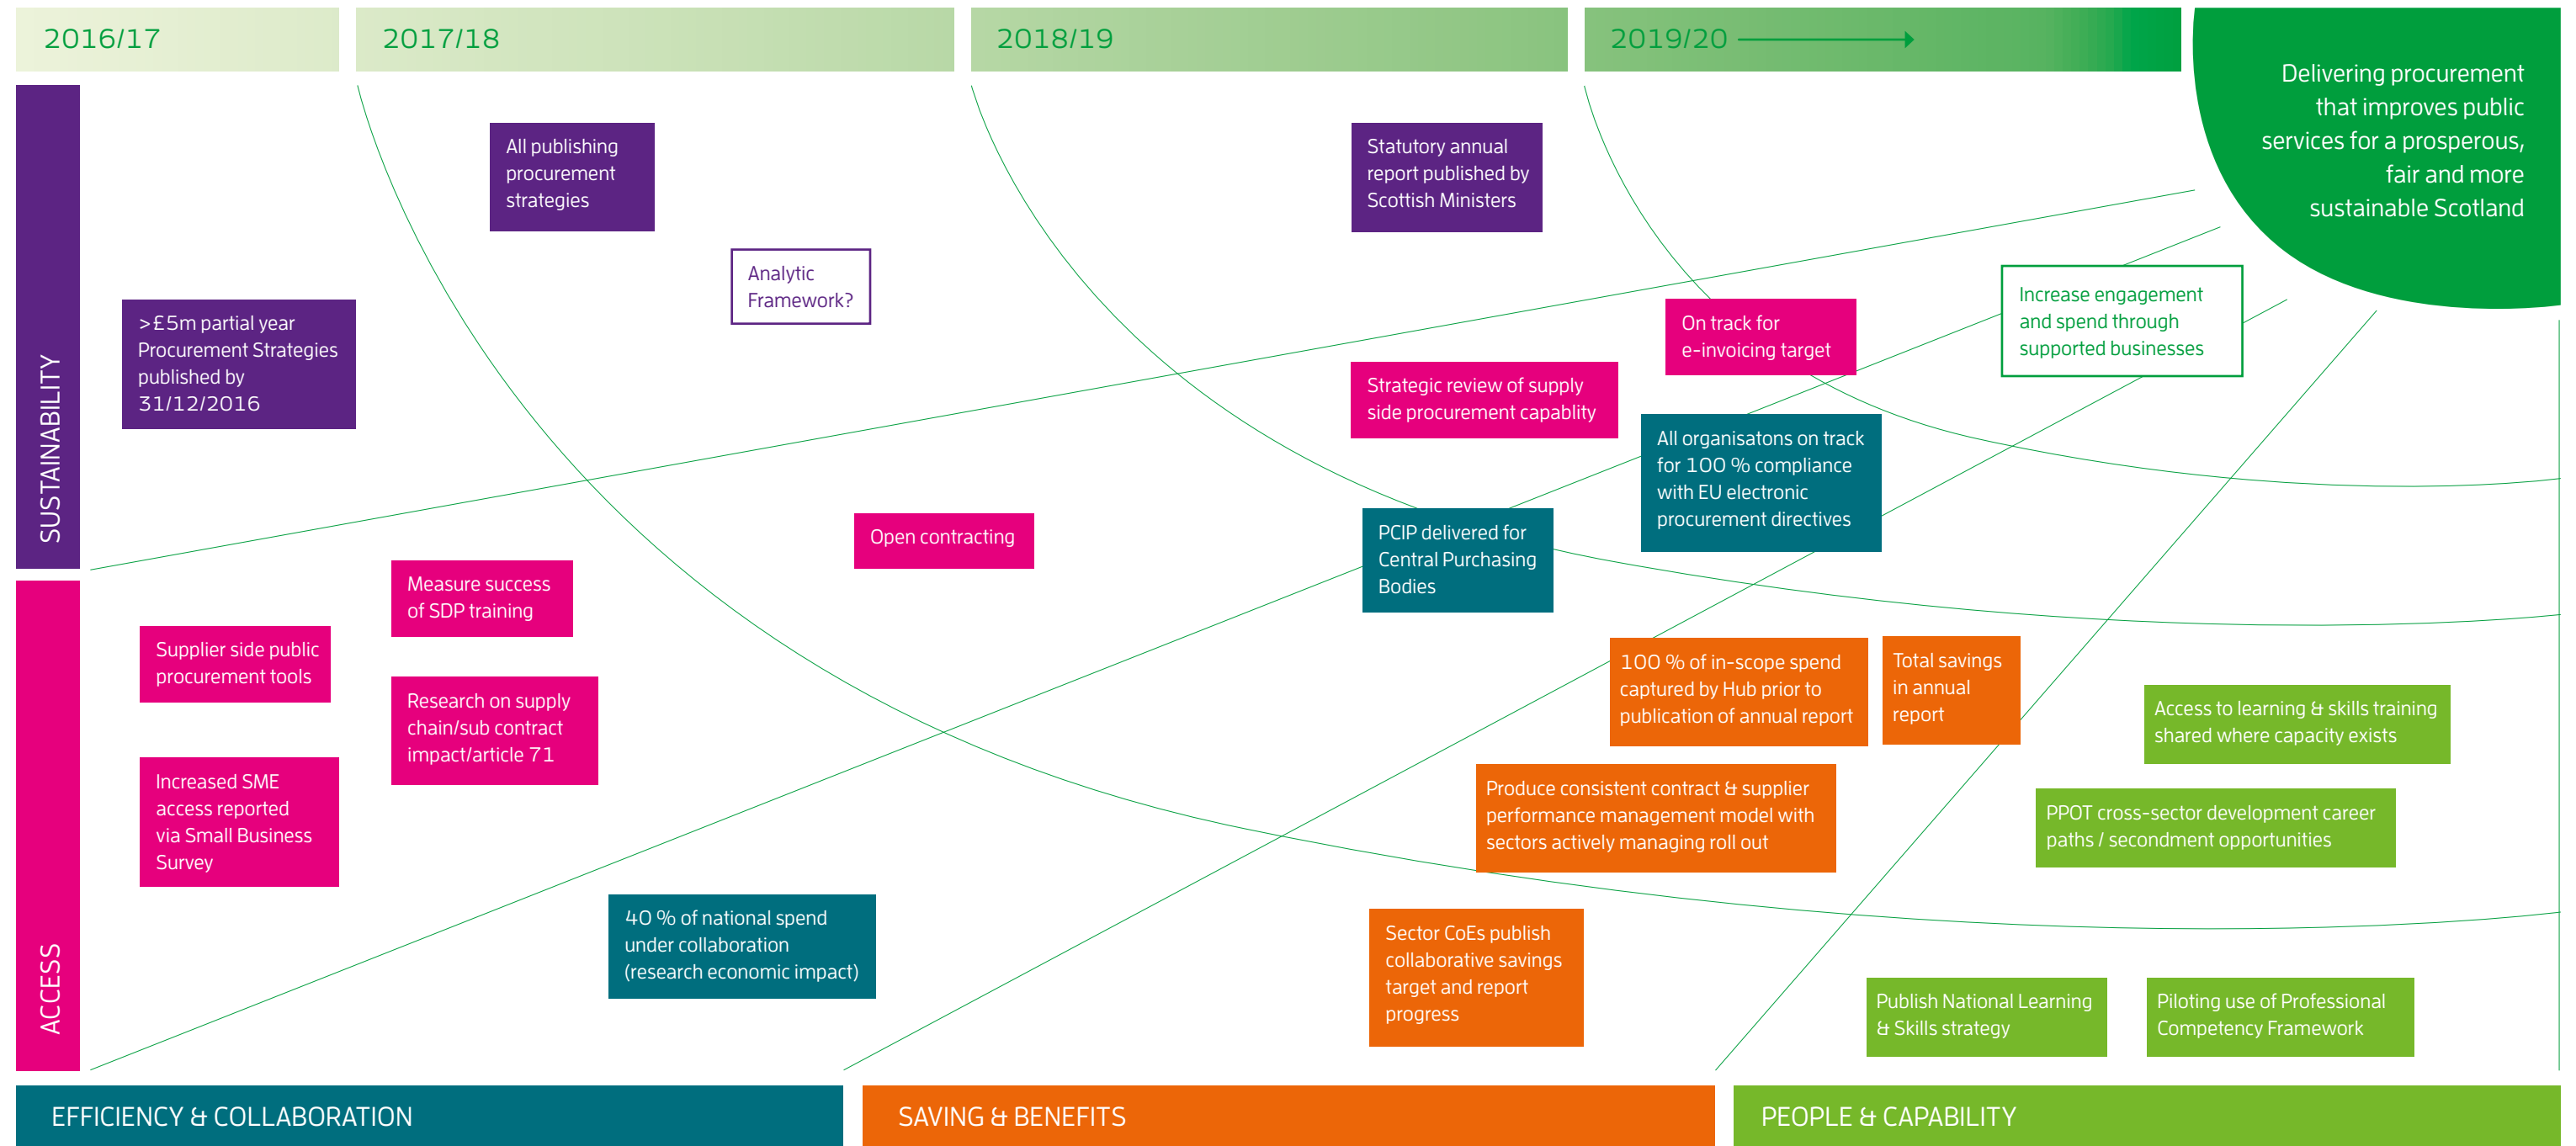 2016/17
2017/18
2018/19
2019/20
Delivering procurement
that improves public
services for a prosperous,
fair and more
sustainable Scotland
SUSTAINABILITY
All publishing
procurement
strategies
Statutory annual
report published by
Scottish Ministers
Analytic
Framework?
>£5m partial year
Procurement Strategies
published by
31/12/2016
On track for
e-invoicing target
Increase engagement
and spend through
supported businesses
Strategic review of supply
side procurement capablity
All organisatons on track
for 100 % compliance
with EU electronic
procurement directives
Open contracting
PCIP delivered for
Central Purchasing
Bodies
ACCESS
Measure success
of SDP training
Supplier side public
procurement tools
Research on supply
chain/sub contract
impact/article 71
Increased SME
access reported
via Small Business
Survey
100 % of in-scope spend
captured by Hub prior to
publication of annual report
Total savings
in annual
report
Access to learning & skills training
shared where capacity exists
Produce consistent contract & supplier
performance management model with
sectors actively managing roll out
PPOT cross-sector development career
paths / secondment opportunities
40 % of national spend
under collaboration
(research economic impact)
Sector CoEs publish
collaborative savings
target and report
progress
Publish National Learning
& Skills strategy
Piloting use of Professional
Competency Framework
EFFICIENCY & COLLABORATION
SAVING & BENEFITS
PEOPLE & CAPABILITY